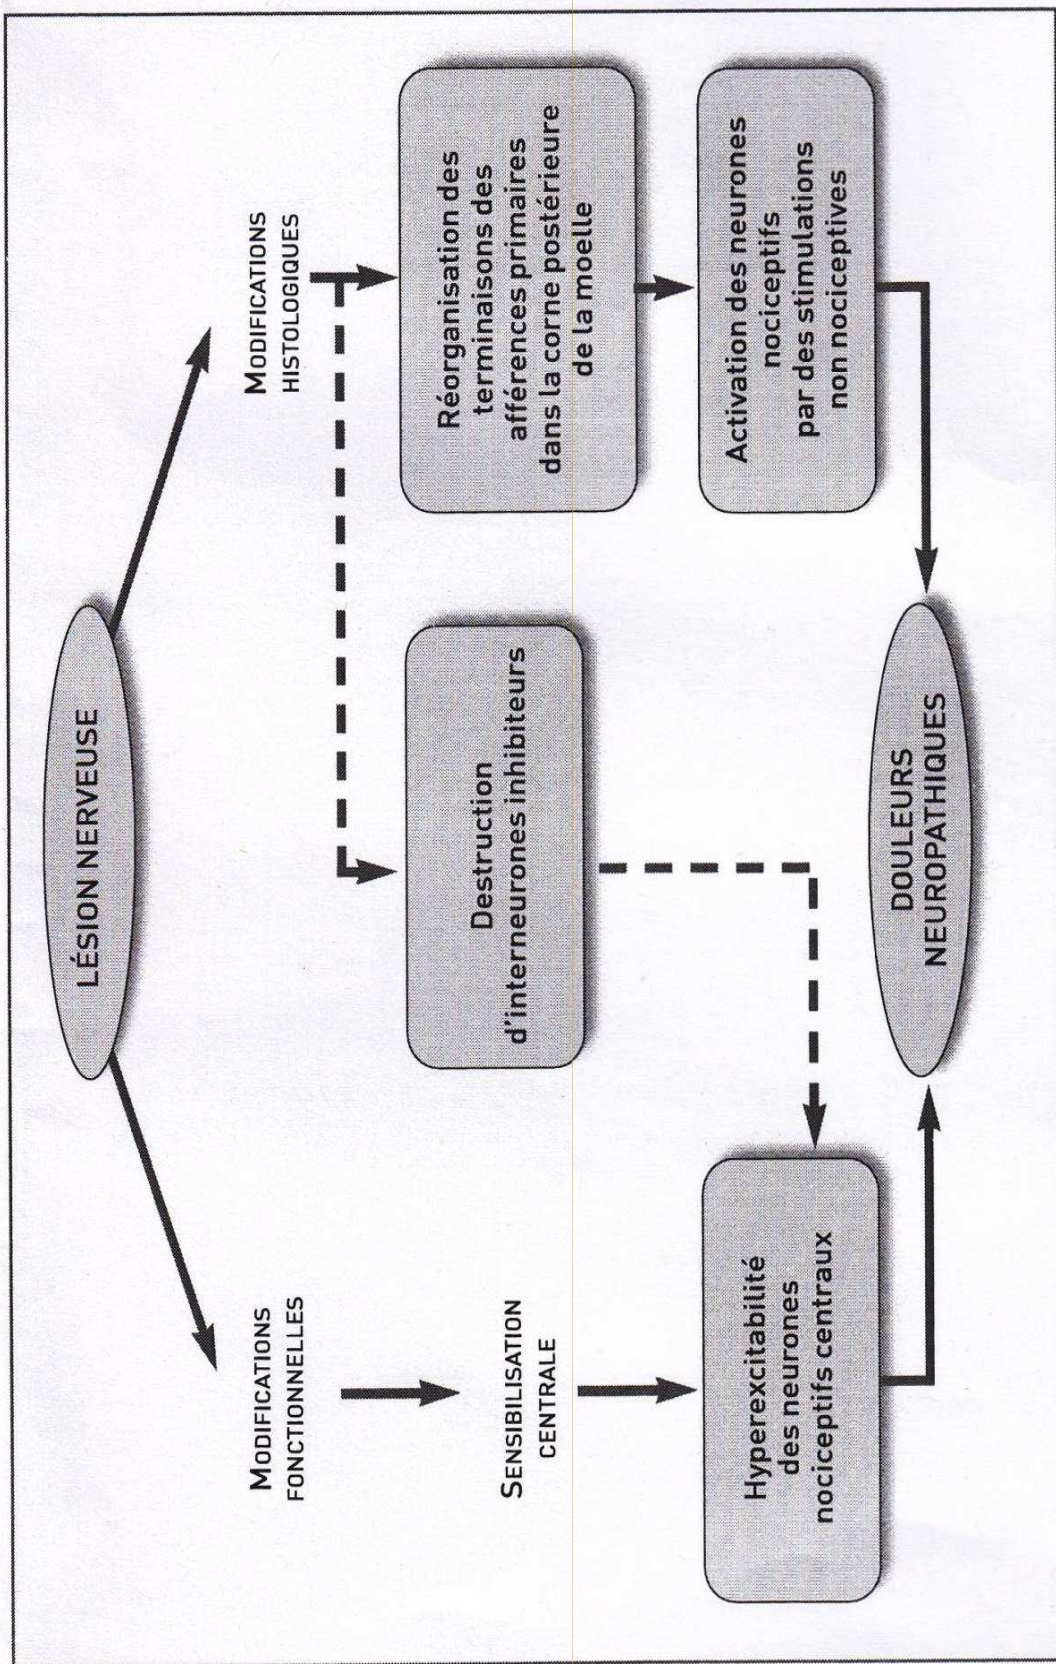 LÉSION NERVEUSE
MODIFICATIONS
FONCTIONNELLES
MODIFICATIONS
HISTOLOGIQUES
SENSIBILISATION
CENTRALE
Destruction
d'interneurones inhibiteurs
Réorganisation des
terminaisons des
afférences primaires
dans la corne postérieure
de la moelle
Hyperexcitabilité
des neurones
nociceptifs centraux
Activation des neurones
nociceptifs
par des stimulations
non nociceptives
DOULEURS
NEUROPATHIQUES